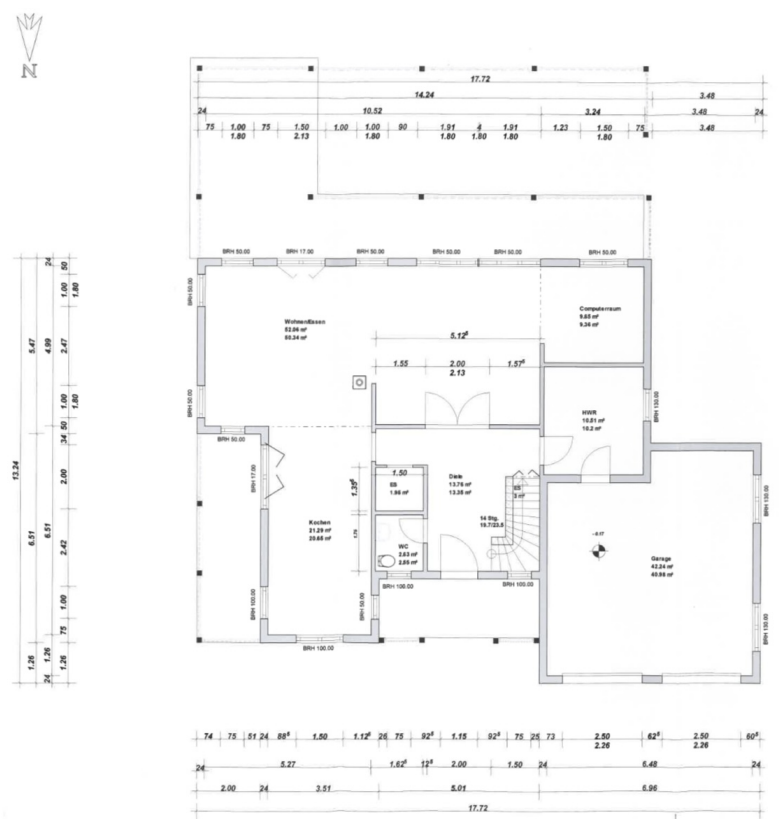 N
17.72
14.24
3.48
24
10.52
3.24
3.48
24
75 1.00 75 1.50 1.00 1.00 90 1.91 4 1.91 1.23 1.50 75 3.48
1.80 2.13 1.80 1.80 1.80 1.80 1.80
BRH 50.00 BRH 17.00 BRH 50.00 BRH 50.00 BRH 50.00 BRH 50.00
BRH 50.00
BRH 50.00
13.24
5.47
6.51
1.26
24
4.99
6.51
1.26
24
50
1.00
1.80
2.47
1.00
1.80
50
34
2.00
2.42
1.00
75
1.26
Wohnen/Essen
52.06 m²
50.24 m²
Computerraum
9.65 m²
9.36 m²
5.12⁵
1.55 2.00 1.57⁵
2.13
BRH 50.00
BRH 17.00
HWR
10.51 m²
10.2 m²
BRH 130.00
1.50
1.35⁵
ES
1.96 m²
Diele
13.76 m²
13.35 m²
ES
3 m²
14 Stg.
19.7/23.5
Kochen
21.29 m²
20.65 m²
1.70
WC
2.63 m²
2.55 m²
- 0.17
Garage
42.24 m²
40.98 m²
BRH 130.00
BRH 130.00
BRH 100.00
BRH 50.00
BRH 100.00
BRH 100.00
BRH 100.00
74 75 51 24 88⁵ 1.50 1.12⁵ 26 75 92⁵ 1.15 92⁵ 75 25 73 2.50 62⁵ 2.50 60⁵
2.26 2.26
24 5.27 1.62⁵ 12⁵ 2.00 1.50 24 6.48 24
2.00 24 3.51 5.01 6.96
17.72